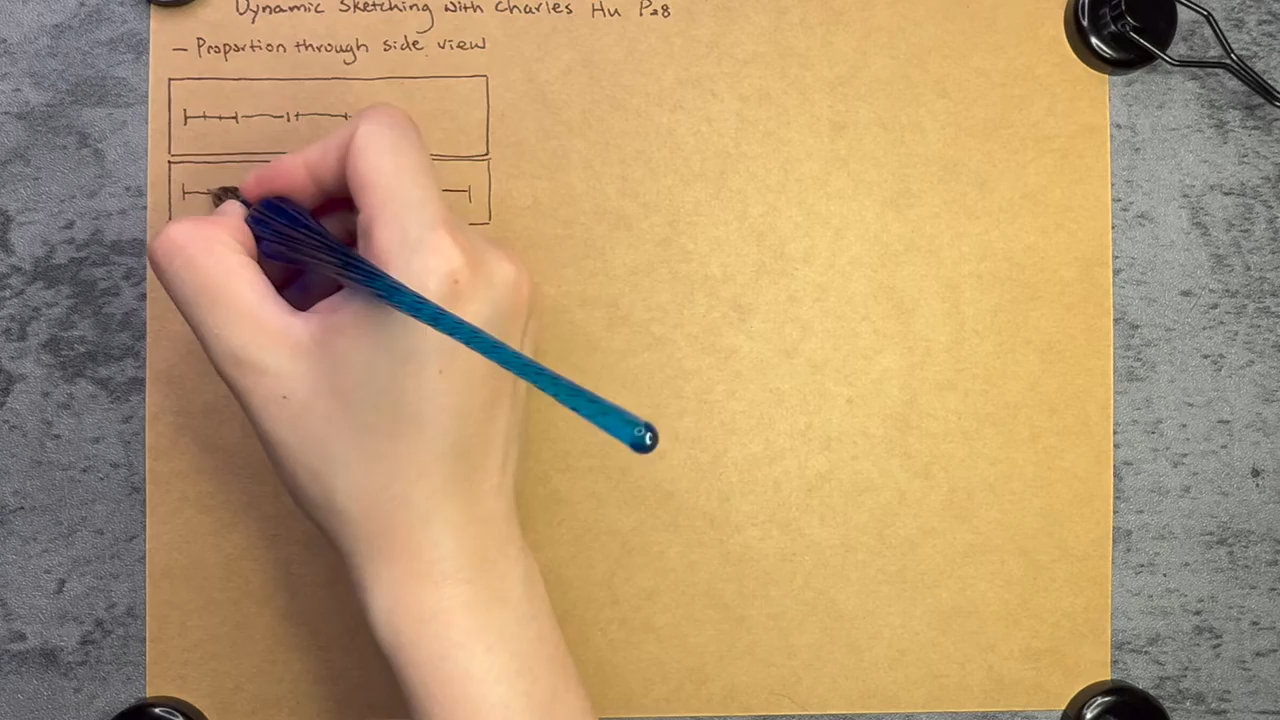 Dynamic Sketching with Charles Hu P28
– Proportion through side view